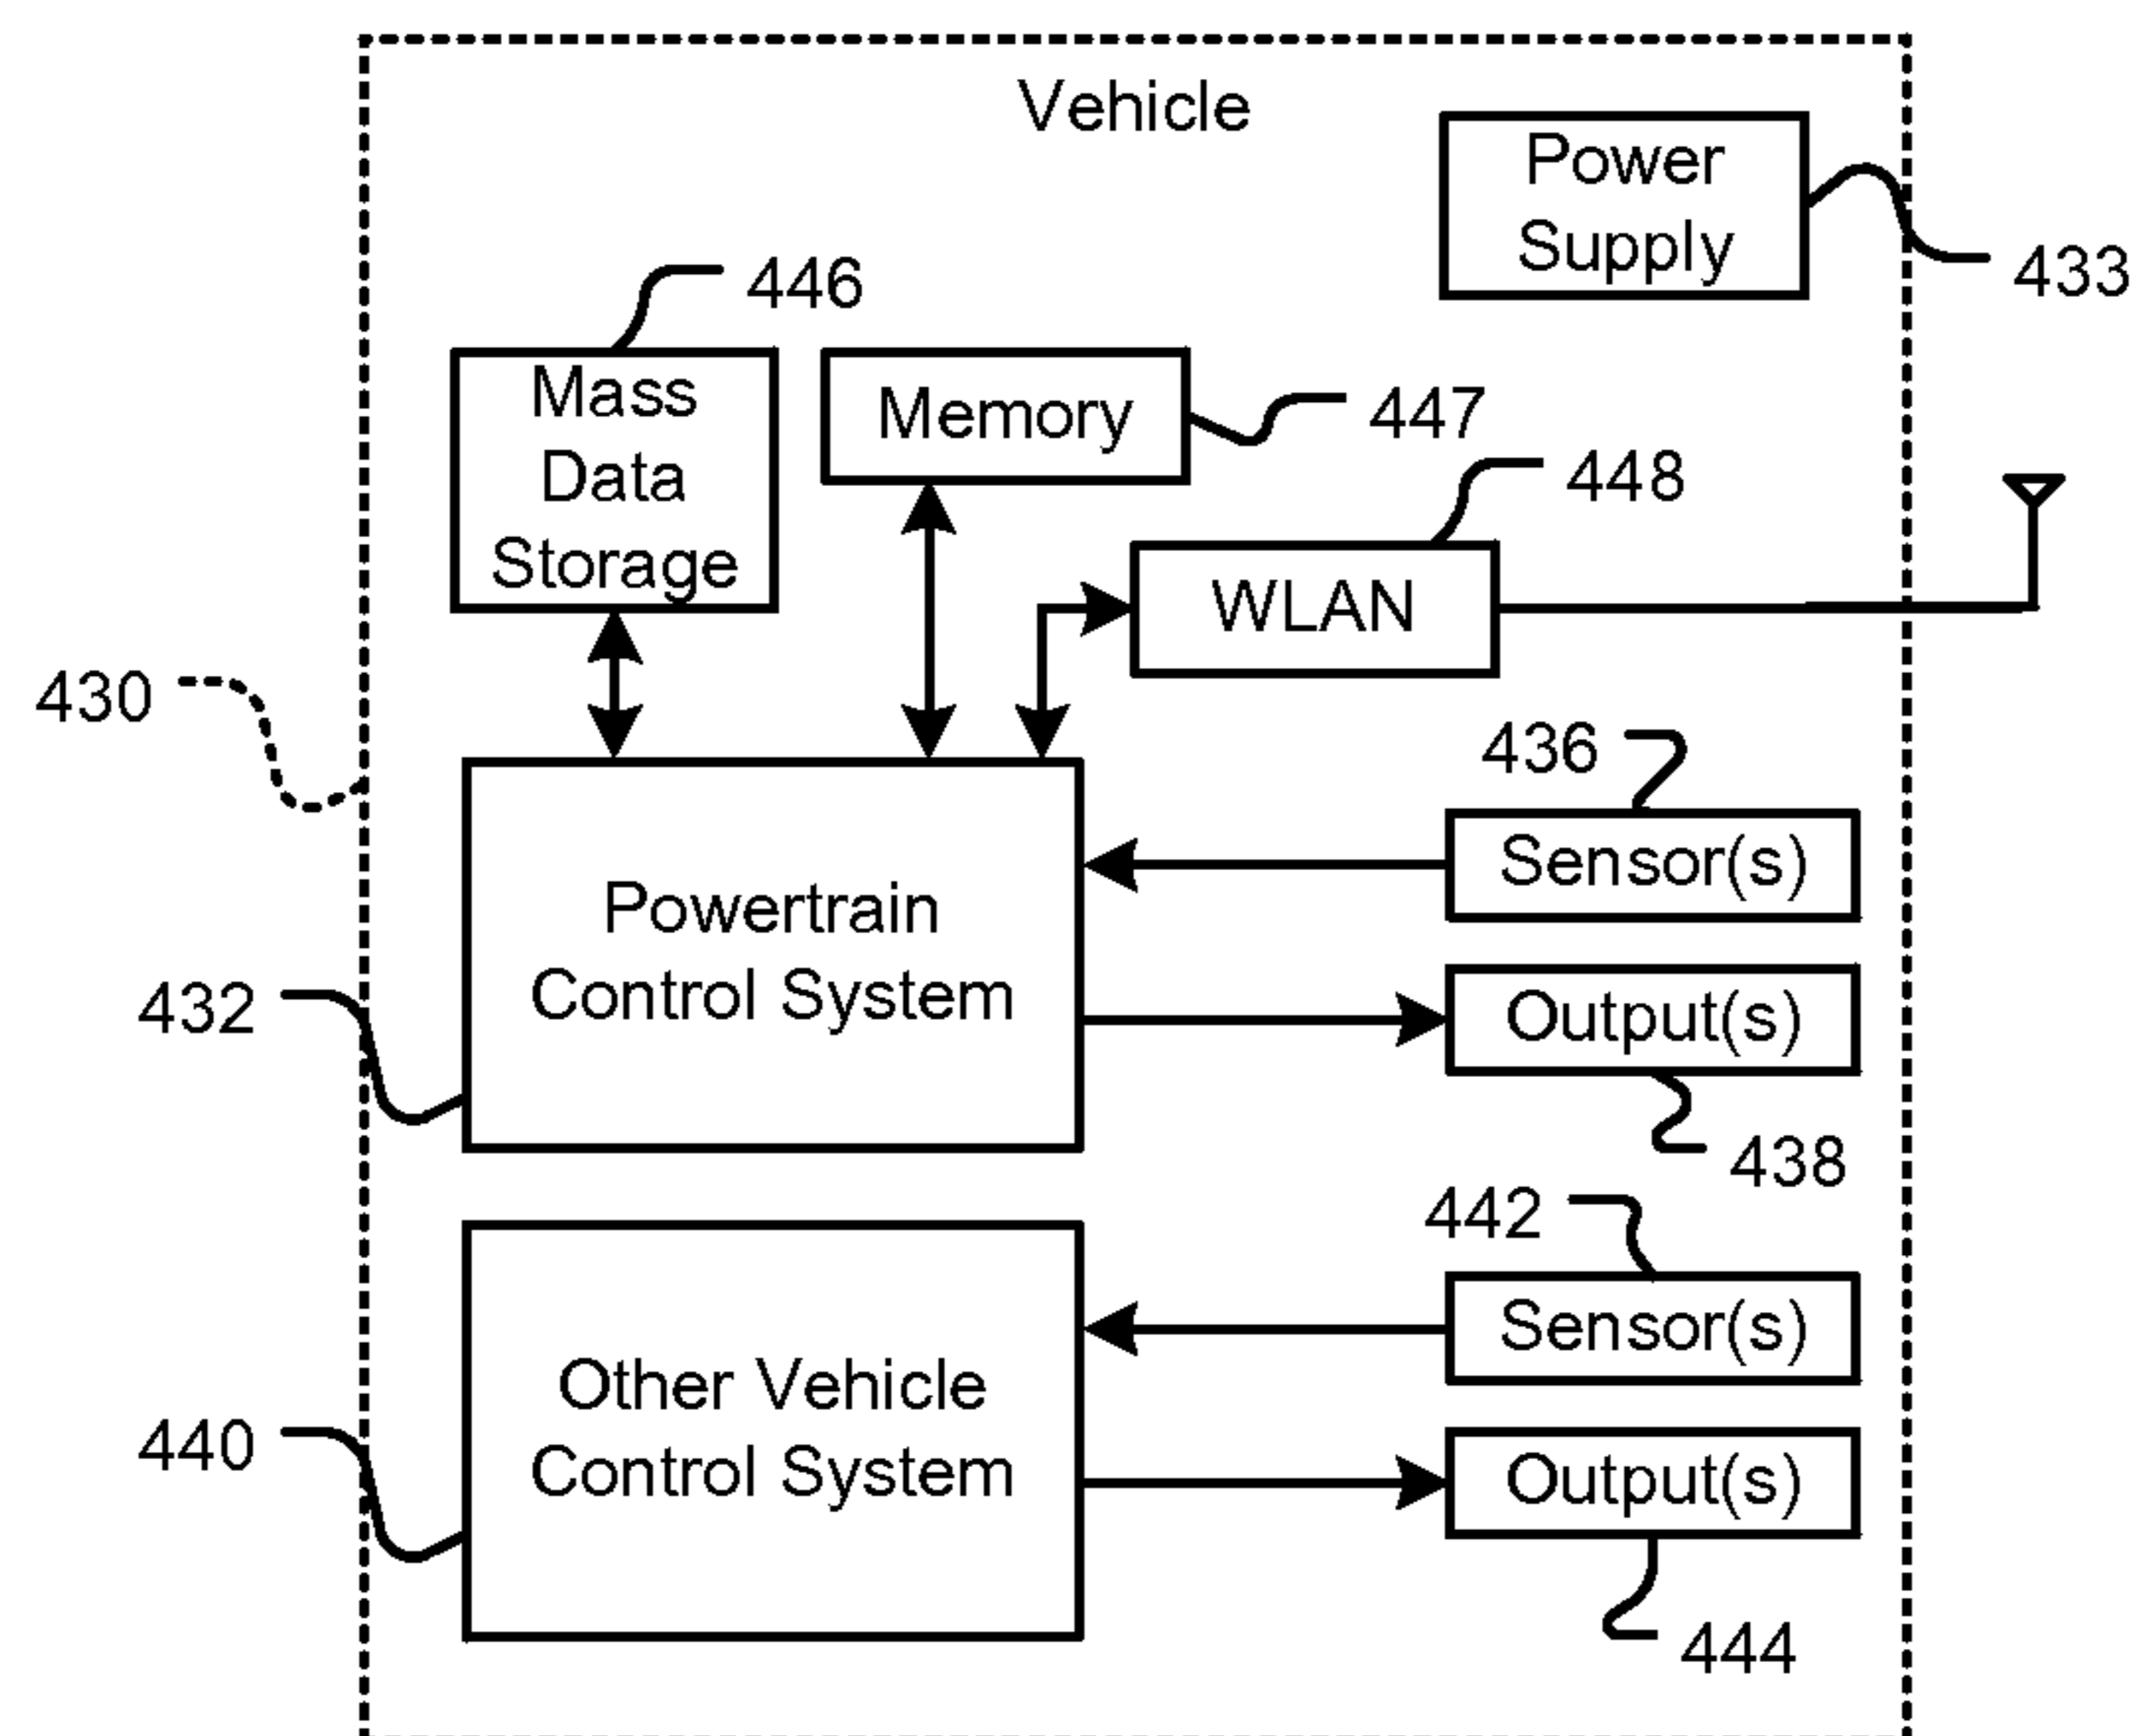 Vehicle
Power
Supply
433
446
Mass
Data
Storage
Memory
447
448
WLAN
430
436
Sensor(s)
Powertrain
Control System
432
Output(s)
438
442
Sensor(s)
Other Vehicle
Control System
440
Output(s)
444